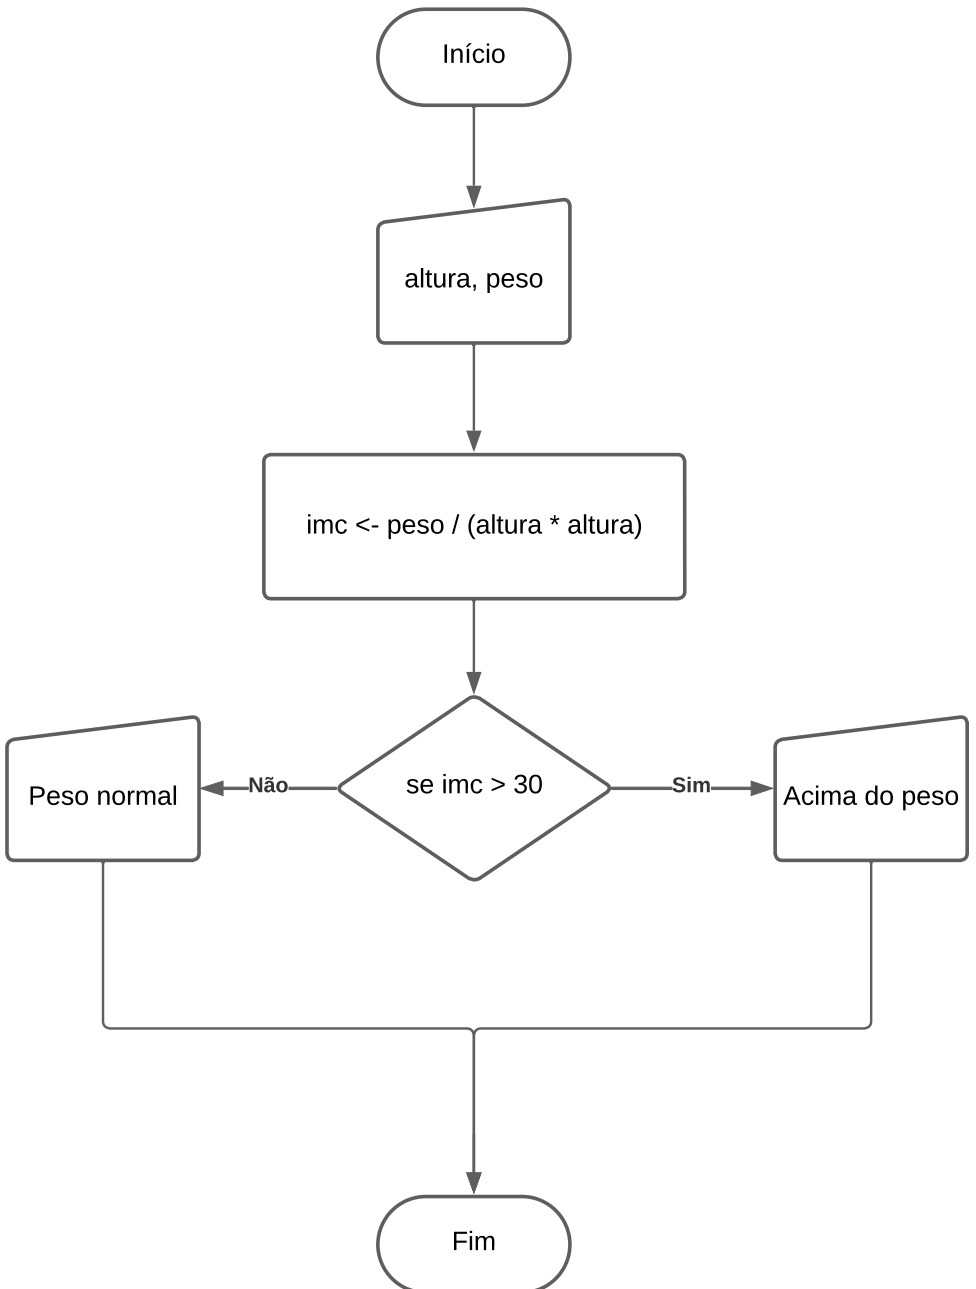 Início
altura, peso
imc <- peso / (altura * altura)
se imc > 30
Não
Sim
Peso normal
Acima do peso
Fim